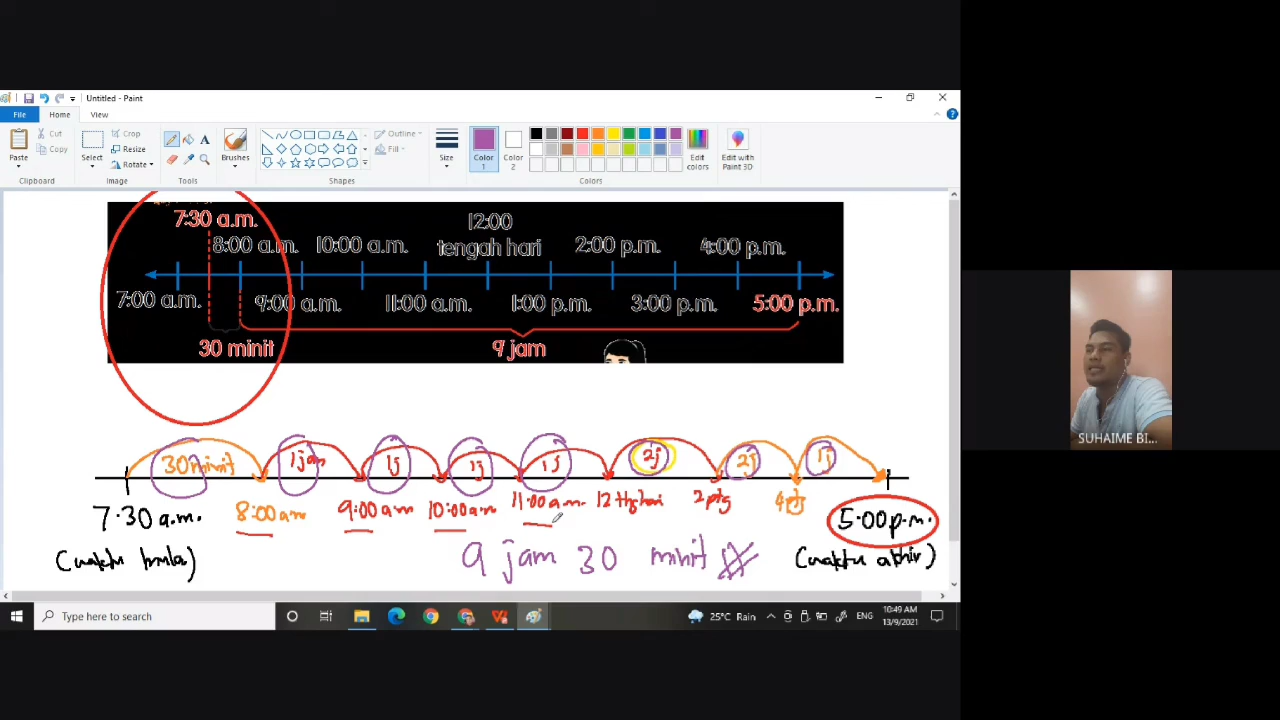 Untitled - Paint
File Home View
Paste
Cut
Copy
Clipboard
Select
Crop
Resize
Rotate
Image
Tools
Brushes
Shapes
Outline
Fill
Size
Color 1
Color 2
Edit colors
Colors
Edit with Paint 3D
7:30 a.m.
8:00 a.m. 10:00 a.m. 12:00 tengah hari 2:00 p.m. 4:00 p.m.
7:00 a.m. 9:00 a.m. 11:00 a.m. 1:00 p.m. 3:00 p.m. 5:00 p.m.
30 minit 9 jam
30 minit 1 jam 1j 1j 1j 2j 2j 1j
8:00 am 9:00 am 10:00 am 11:00 a.m. 12 tghari 2 ptg 4 ptg
7.30 a.m. 5.00 p.m.
(waktu mula) 9 jam 30 minit (waktu akhir)
SUHAIME BI...
Type here to search
25°C Rain
ENG
10:49 AM
13/9/2021